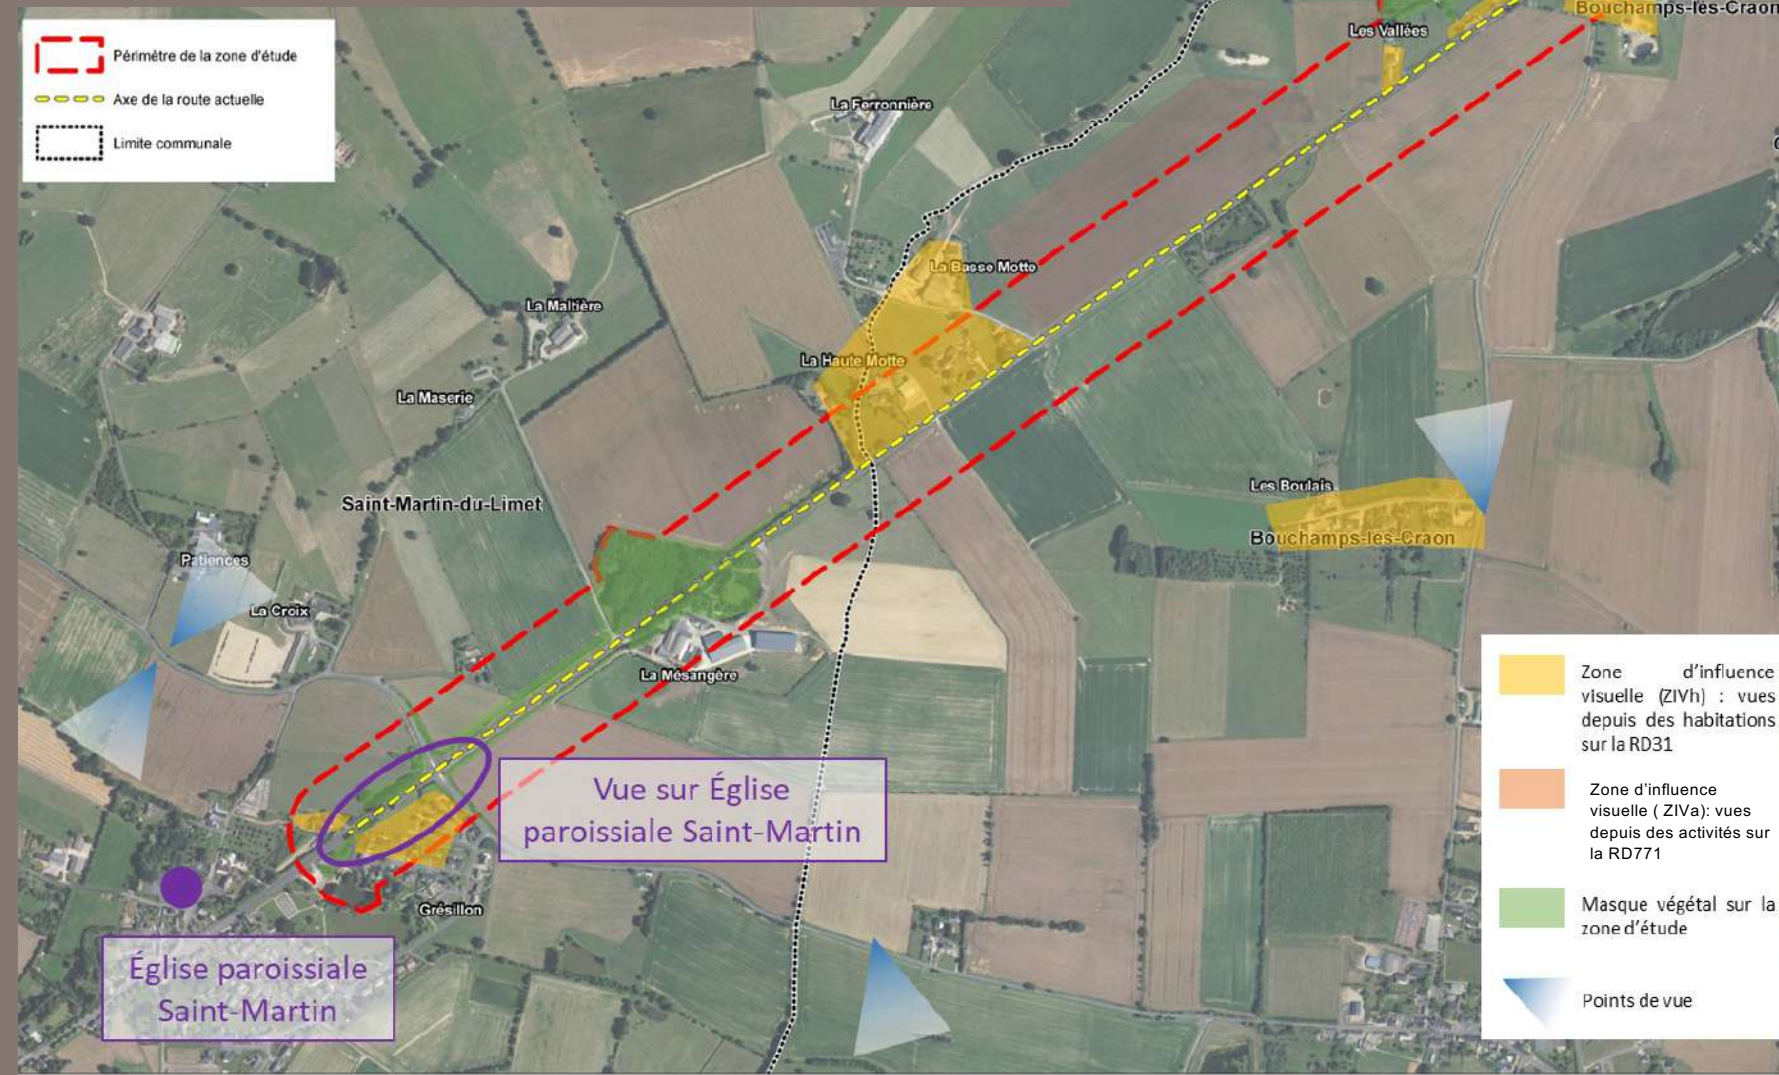 Périmètre de la zone d'étude
Axe de la route actuelle
Limite communale
Bouchamps-lès-Craon
Les Vallées
La Ferronnière
La Basse Motte
La Maltière
La Haute Motte
La Maserie
Saint-Martin-du-Limet
Les Boulais
Bouchamps-lès-Craon
Patiences
La Croix
La Mésangère
Vue sur Église
paroissiale Saint-Martin
Grésillon
Église paroissiale
Saint-Martin
Zone d'influence
visuelle (ZIVh) : vues
depuis des habitations
sur la RD31
Zone d'influence
visuelle ( ZIVa): vues
depuis des activités sur
la RD771
Masque végétal sur la
zone d'étude
Points de vue